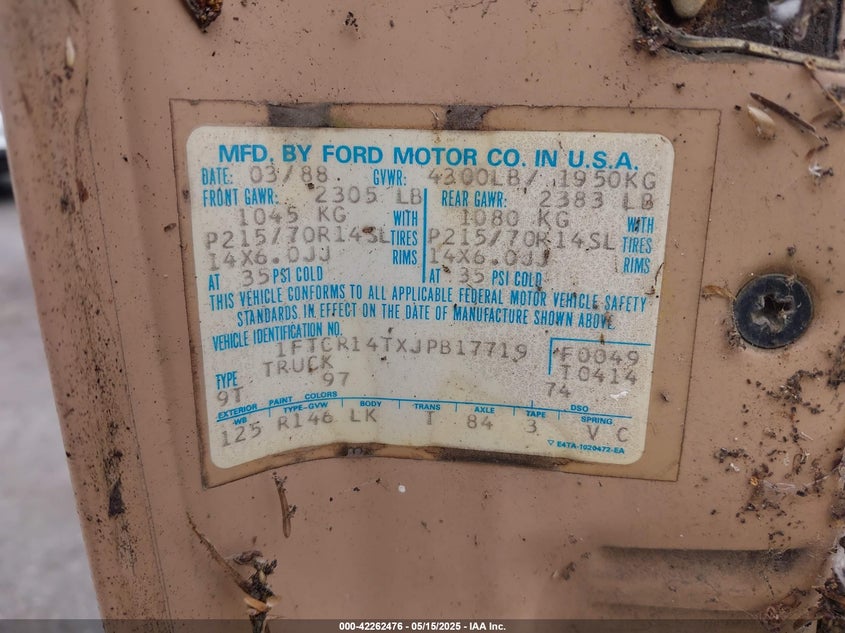 MFD. BY FORD MOTOR CO. IN U.S.A.
DATE: 03/88 GVWR: 4300LB/ 1950KG
FRONT GAWR: 2305 LB REAR GAWR: 2383 LB
1045 KG WITH 1080 KG WITH
P215/70R14SL TIRES P215/70R14SL TIRES
14X6.0JJ RIMS 14X6.0JJ RIMS
AT 35 PSI COLD AT 35 PSI COLD
THIS VEHICLE CONFORMS TO ALL APPLICABLE FEDERAL MOTOR VEHICLE SAFETY
STANDARDS IN EFFECT ON THE DATE OF MANUFACTURE SHOWN ABOVE.
VEHICLE IDENTIFICATION NO.
1FTCR14TXJPB17719 F0049
TYPE TRUCK T0414
9T 97 74
EXTERIOR PAINT COLORS DSO
WB TYPE-GVW BODY TRANS AXLE TAPE SPRING
125 R146 LK T 84 3 V C
▽ E4TA-1020472-EA
000-42262476 - 05/15/2025 - IAA Inc.